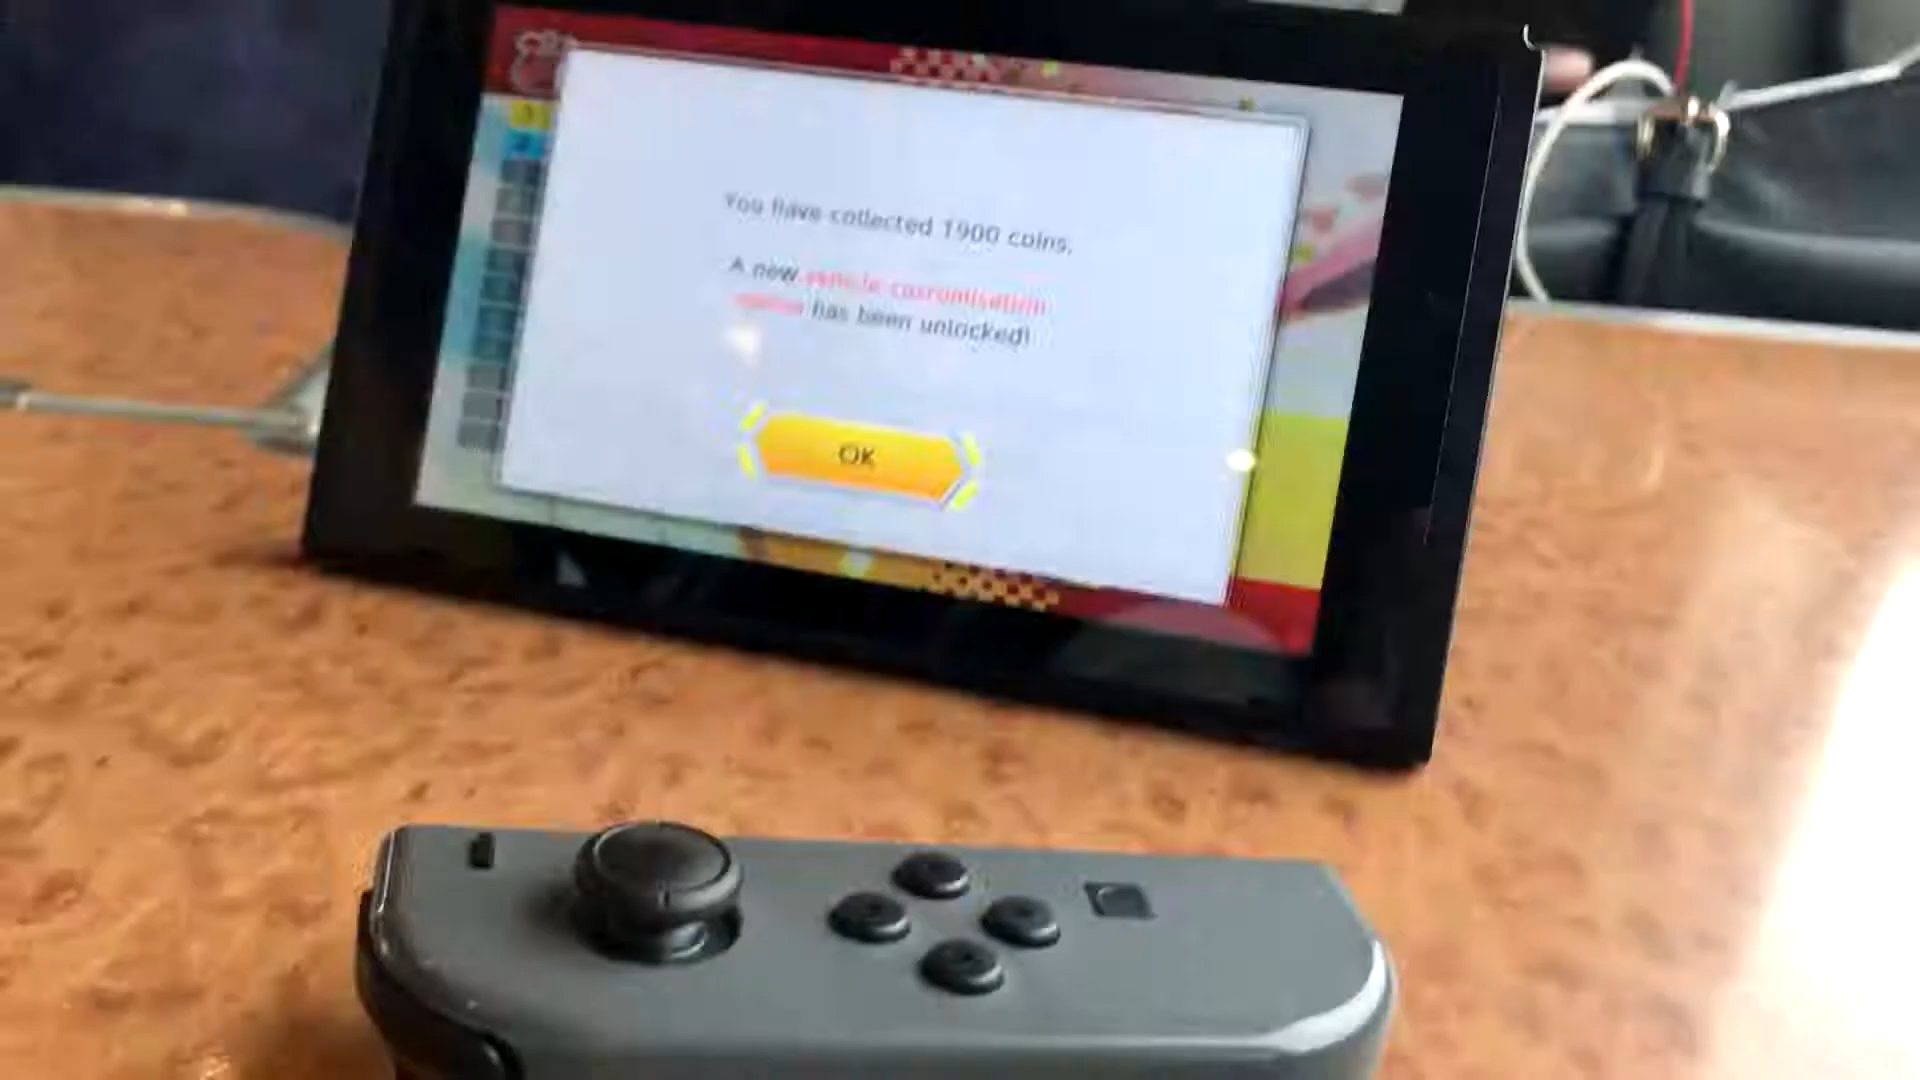 You have collected 1900 coins.
A new vehicle customisation
option has been unlocked!
OK